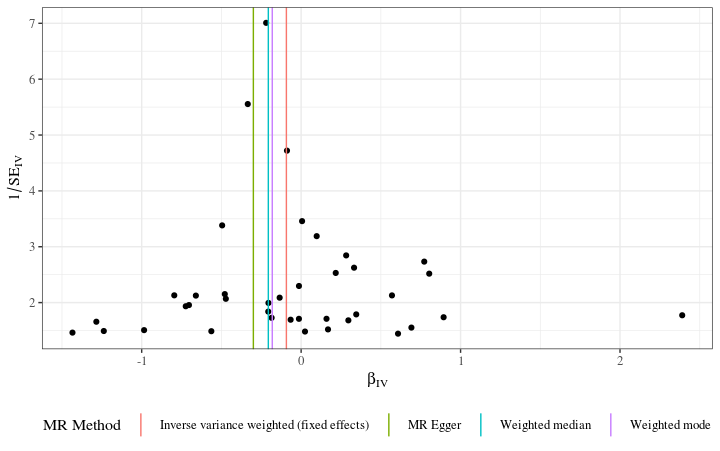 7
6
5
4
3
2
1/SE_IV
-1
0
1
2
β_IV
MR Method
Inverse variance weighted (fixed effects)
MR Egger
Weighted median
Weighted mode